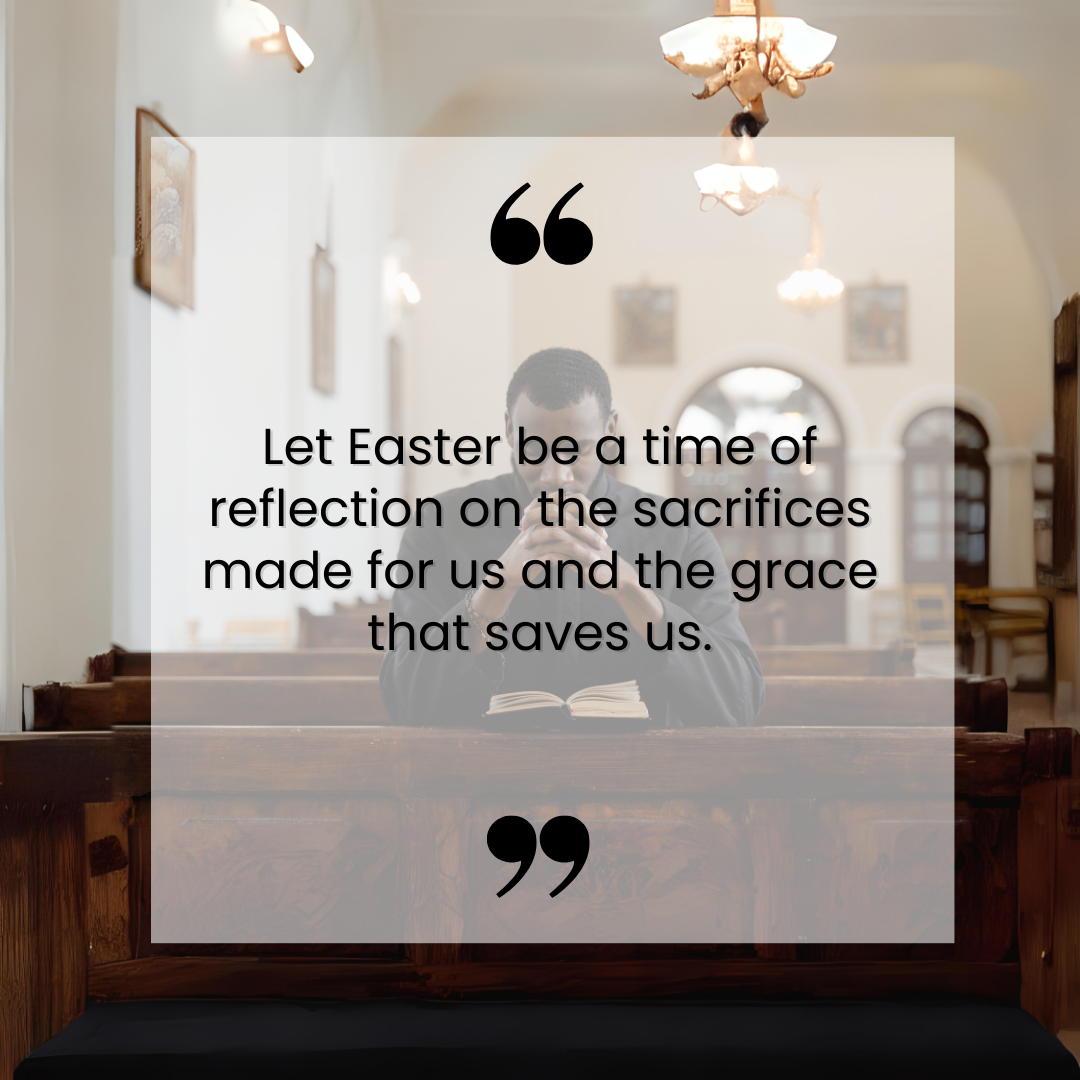 “
Let Easter be a time of
reflection on the sacrifices
made for us and the grace
that saves us.
”